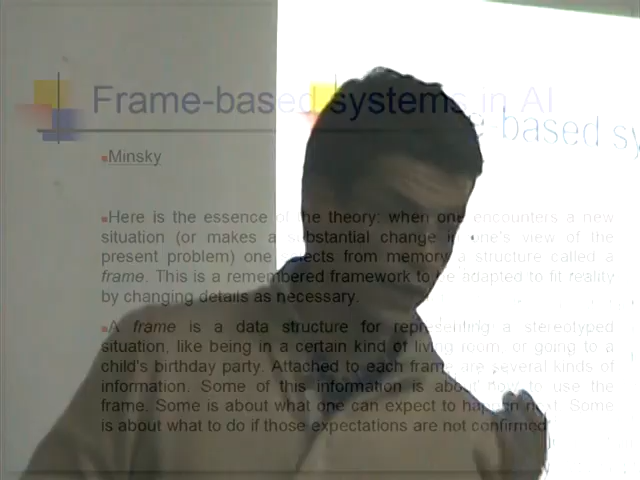 Frame-based systems in AI
e-based sy
Minsky
Here is the essence of the theory: when one encounters a new
situation (or makes a substantial change in one's view of the
present problem) one selects from memory a structure called a
frame. This is a remembered framework to be adapted to fit reality
by changing details as necessary.
A frame is a data structure for representing a stereotyped
situation, like being in a certain kind of living room, or going to a
child's birthday party. Attached to each frame are several kinds of
information. Some of this information is about how to use the
frame. Some is about what one can expect to happen next. Some
is about what to do if those expectations are not confirmed